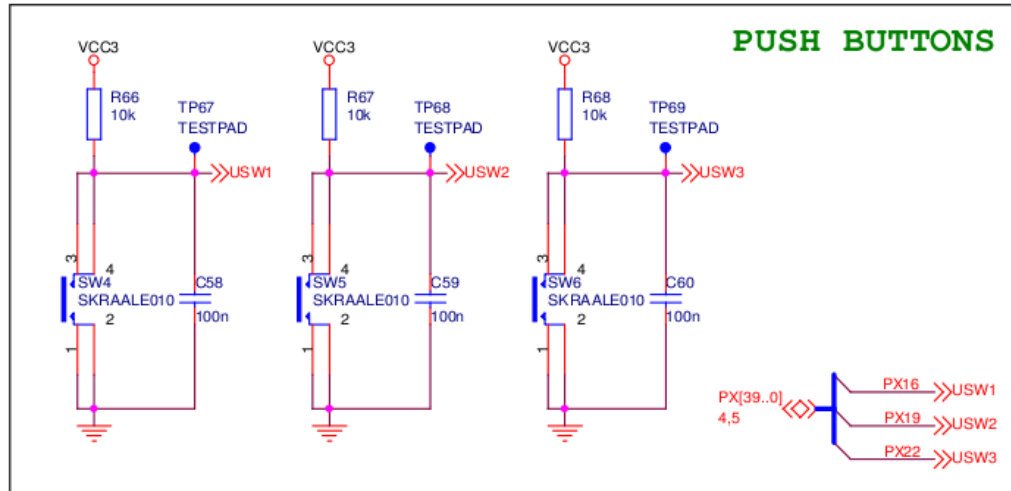 PUSH BUTTONS
VCC3
R66
10k
TP67
TESTPAD
USW1
3
4
SW4
SKRAALE010
2
1
C58
100n
VCC3
R67
10k
TP68
TESTPAD
USW2
3
4
SW5
SKRAALE010
2
1
C59
100n
VCC3
R68
10k
TP69
TESTPAD
USW3
3
4
SW6
SKRAALE010
2
1
C60
100n
PX[39..0]
4,5
PX16
USW1
PX19
USW2
PX22
USW3